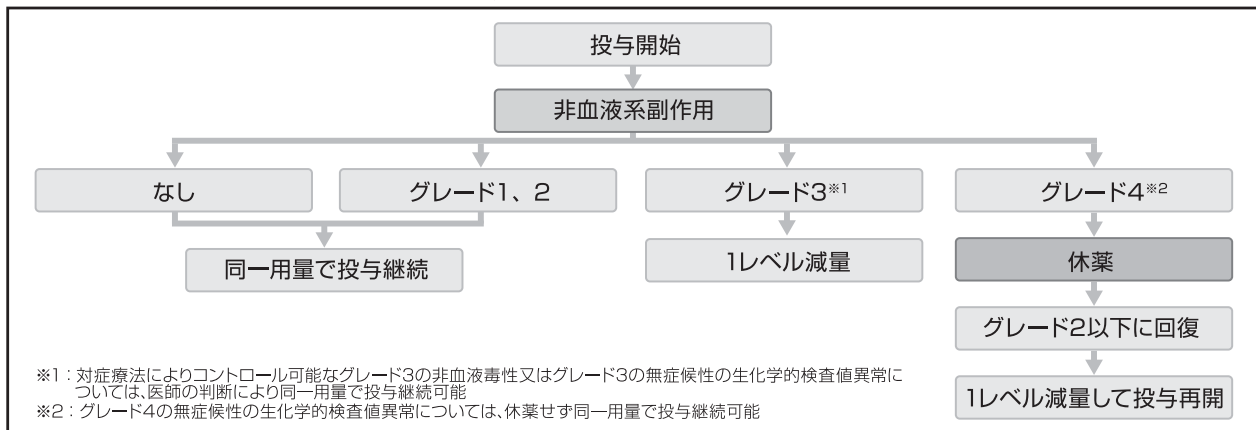 投与開始
非血液系副作用
なし
グレード1、2
グレード3※1
グレード4※2
同一用量で投与継続
1レベル減量
休薬
グレード2以下に回復
1レベル減量して投与再開
※1：対症療法によりコントロール可能なグレード3の非血液毒性又はグレード3の無症候性の生化学的検査値異常に
ついては、医師の判断により同一用量で投与継続可能
※2：グレード4の無症候性の生化学的検査値異常については、休薬せず同一用量で投与継続可能